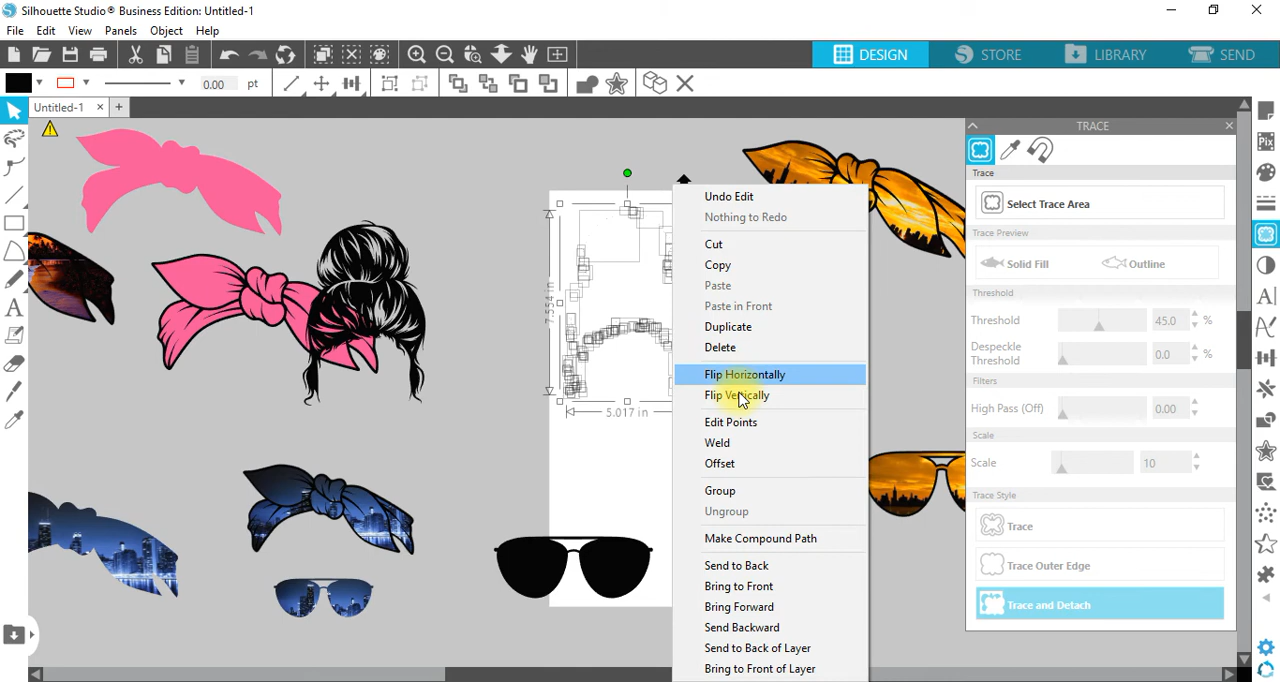 Silhouette Studio® Business Edition: Untitled-1
File Edit View Panels Object Help
DESIGN STORE LIBRARY SEND
0.00 pt
Untitled-1 × +
TRACE
Trace
Select Trace Area
Trace Preview
Solid Fill Outline
Threshold
Threshold 45.0 %
Despeckle Threshold 0.0 %
Filters
High Pass (Off) 0.00
Scale
Scale 10
Trace Style
Trace
Trace Outer Edge
Trace and Detach
Undo Edit
Nothing to Redo
Cut
Copy
Paste
Paste in Front
Duplicate
Delete
Flip Horizontally
Flip Vertically
Edit Points
Weld
Offset
Group
Ungroup
Make Compound Path
Send to Back
Bring to Front
Bring Forward
Send Backward
Send to Back of Layer
Bring to Front of Layer
7.554 in
5.017 in
Pix